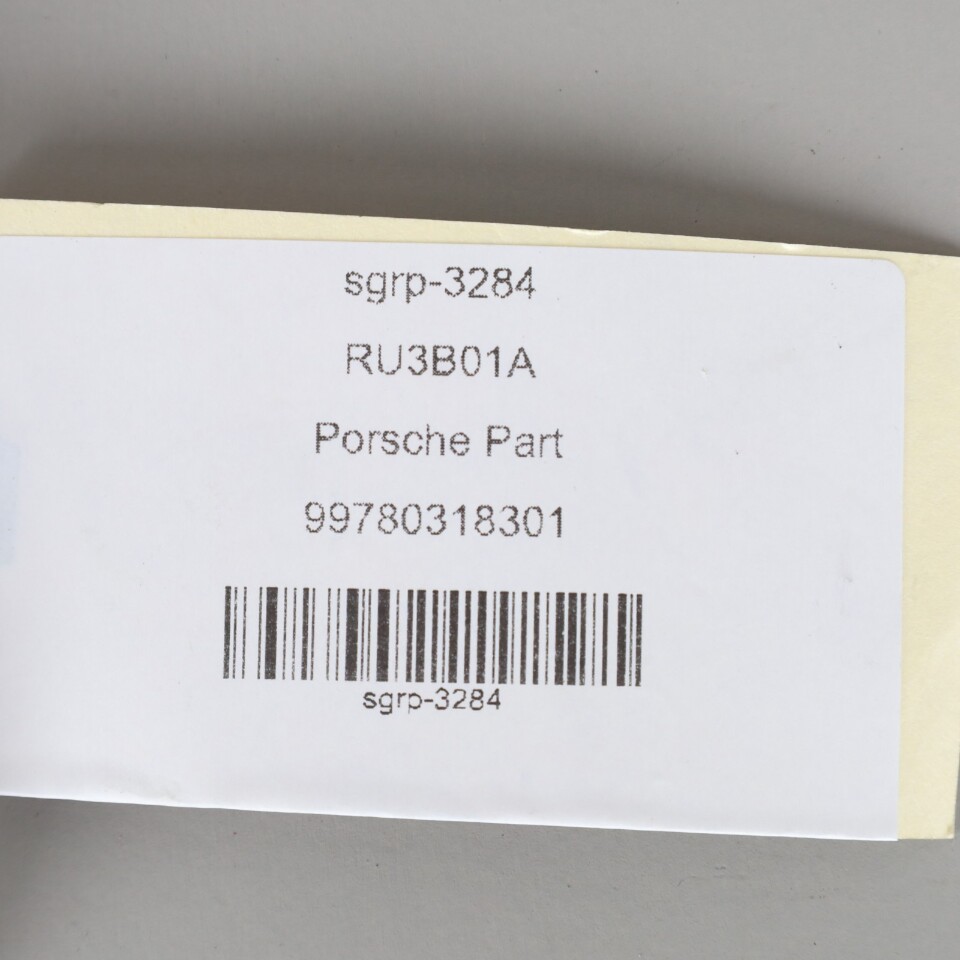 sgrp-3284
RU3B01A
Porsche Part
99780318301
sgrp-3284